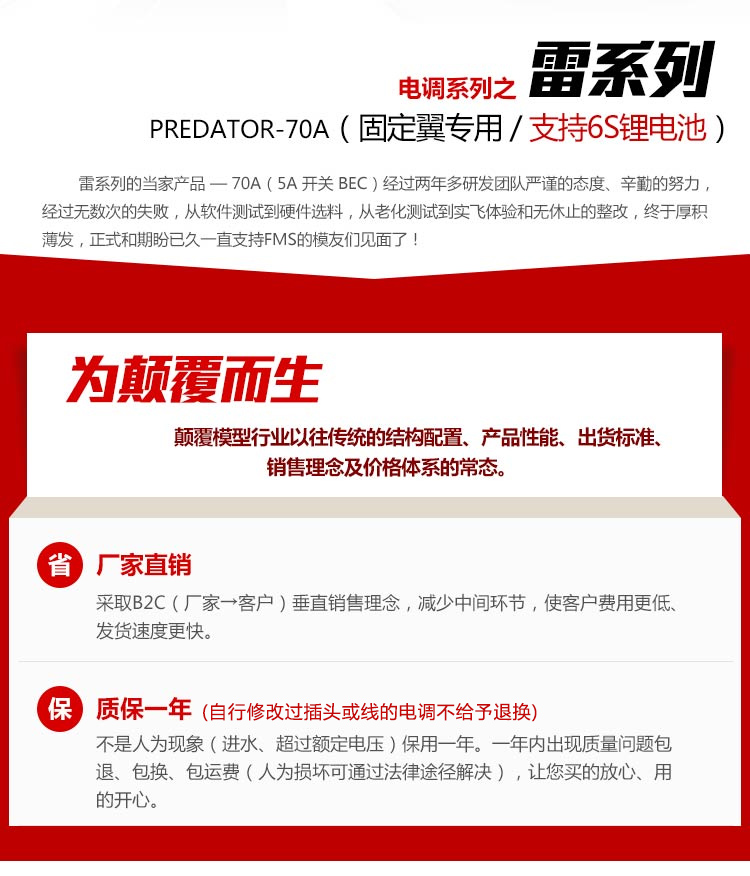 电调系列之 雷系列
PREDATOR-70A（固定翼专用 / 支持6S锂电池）
雷系列的当家产品 — 70A（5A 开关 BEC）经过两年多研发团队严谨的态度、辛勤的努力，
经过无数次的失败，从软件测试到硬件选料，从老化测试到实飞体验和无休止的整改，终于厚积
薄发，正式和期盼已久一直支持FMS的模友们见面了！
为颠覆而生
颠覆模型行业以往传统的结构配置、产品性能、出货标准、
销售理念及价格体系的常态。
省 厂家直销
采取B2C（厂家→客户）垂直销售理念，减少中间环节，使客户费用更低、
发货速度更快。
保 质保一年 (自行修改过插头或线的电调不给予退换)
不是人为现象（进水、超过额定电压）保用一年。一年内出现质量问题包
退、包换、包运费（人为损坏可通过法律途径解决），让您买的放心、用
的开心。